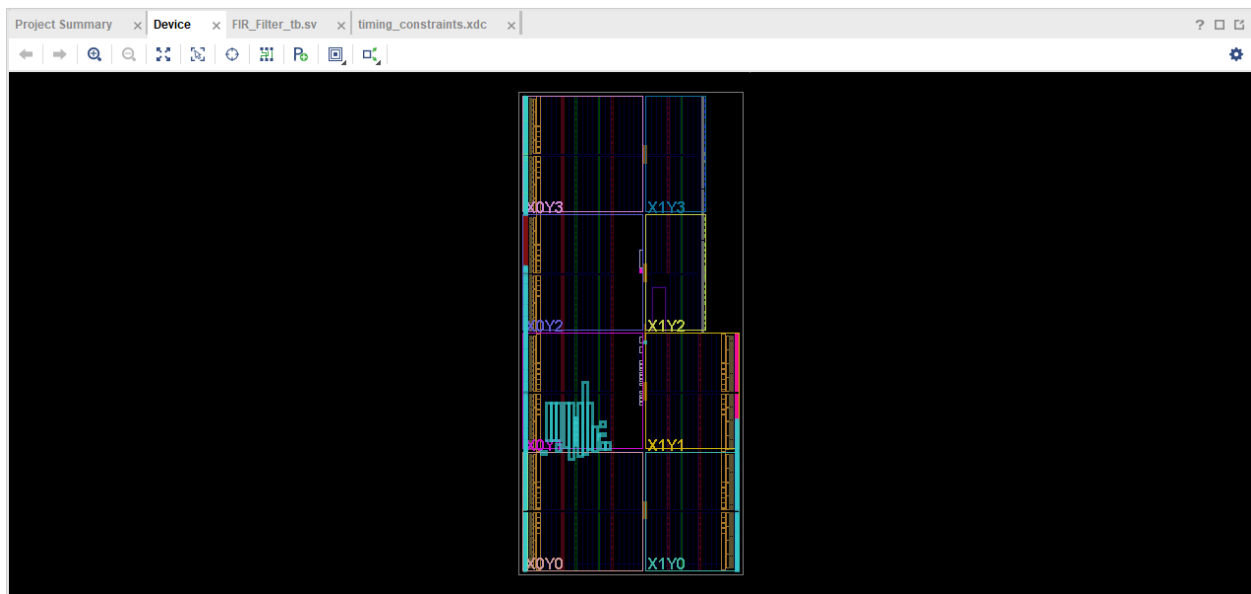 Project Summary Device FIR_Filter_tb.sv timing_constraints.xdc
X0Y3 X1Y3
X0Y2 X1Y2
X1Y1
X0Y0 X1Y0